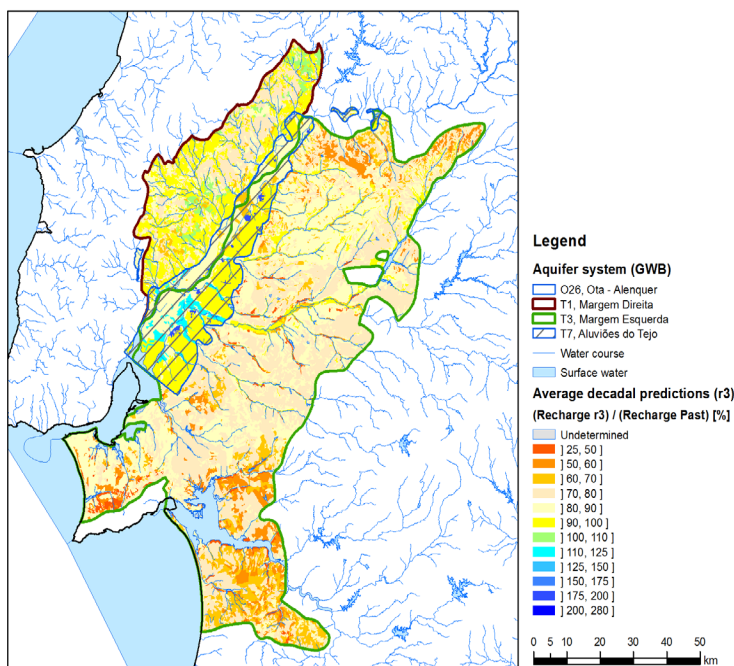 Legend
Aquifer system (GWB)
O26, Ota - Alenquer
T1, Margem Direita
T3, Margem Esquerda
T7, Aluviões do Tejo
Water course
Surface water
Average decadal predictions (r3)
(Recharge r3) / (Recharge Past) [%]
Undetermined
] 25, 50 ]
] 50, 60 ]
] 60, 70 ]
] 70, 80 ]
] 80, 90 ]
] 90, 100 ]
] 100, 110 ]
] 110, 125 ]
] 125, 150 ]
] 150, 175 ]
] 175, 200 ]
] 200, 280 ]
0 5 10 20 30 40 50
km